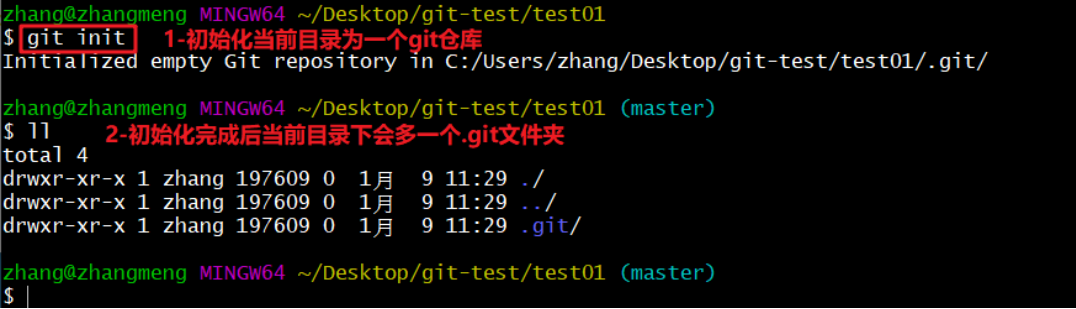 zhang@zhangmeng MINGW64 ~/Desktop/git-test/test01
$ git init 1-初始化当前目录为一个git仓库
Initialized empty Git repository in C:/Users/zhang/Desktop/git-test/test01/.git/
zhang@zhangmeng MINGW64 ~/Desktop/git-test/test01 (master)
$ ll 2-初始化完成后当前目录下会多一个.git文件夹
total 4
drwxr-xr-x 1 zhang 197609 0 1月 9 11:29 ./
drwxr-xr-x 1 zhang 197609 0 1月 9 11:29 ../
drwxr-xr-x 1 zhang 197609 0 1月 9 11:29 .git/
zhang@zhangmeng MINGW64 ~/Desktop/git-test/test01 (master)
$